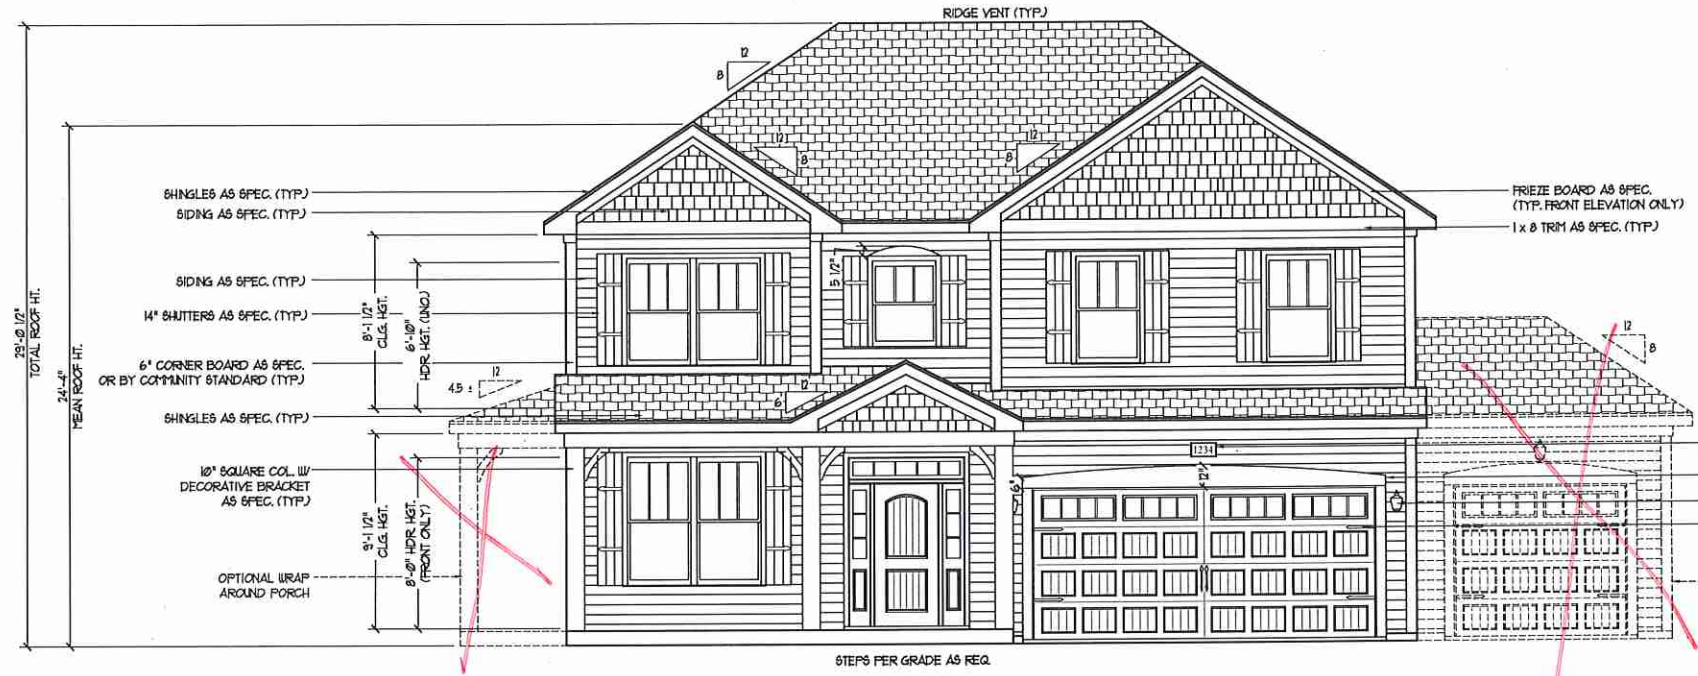 RIDGE VENT (TYP.)
12
8
12
8
12
8
SHINGLES AS SPEC. (TYP.)
SIDING AS SPEC. (TYP.)
FRIEZE BOARD AS SPEC.
(TYP. FRONT ELEVATION ONLY)
1 x 8 TRIM AS SPEC. (TYP.)
SIDING AS SPEC. (TYP.)
14" SHUTTERS AS SPEC. (TYP.)
6" CORNER BOARD AS SPEC.
OR BY COMMUNITY STANDARD (TYP.)
SHINGLES AS SPEC. (TYP.)
29'-0 1/2"
TOTAL ROOF HT.
24'-4"
MEAN ROOF HT.
8'-1 1/2"
CLG. HGT.
6'-10"
HDR. HGT. (UNO.)
5 1/2"
12
4.5 ±
12
6
12
8
10" SQUARE COL. W/
DECORATIVE BRACKET
AS SPEC. (TYP.)
9'-1 1/2"
CLG. HGT.
8'-0" HDR. HGT.
(FRONT ONLY)
1234
6"
12"
OPTIONAL WRAP
AROUND PORCH
STEPS PER GRADE AS REQ.